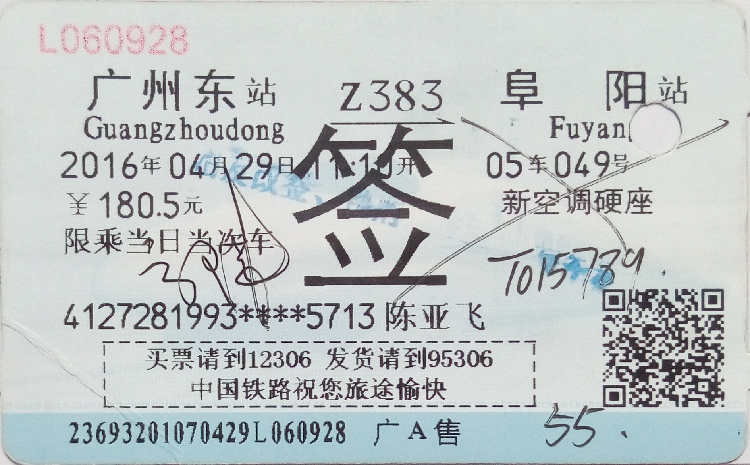 L060928
广州东站 Z383 阜阳站
Guangzhoudong Fuyan
2016年04月29日11:10开 05车049号
¥180.5元 新空调硬座
限乘当日当次车
签
T015789.
4127281993****5713 陈亚飞
买票请到12306 发货请到95306
中国铁路祝您旅途愉快
23693201070429L060928 广A售
55.